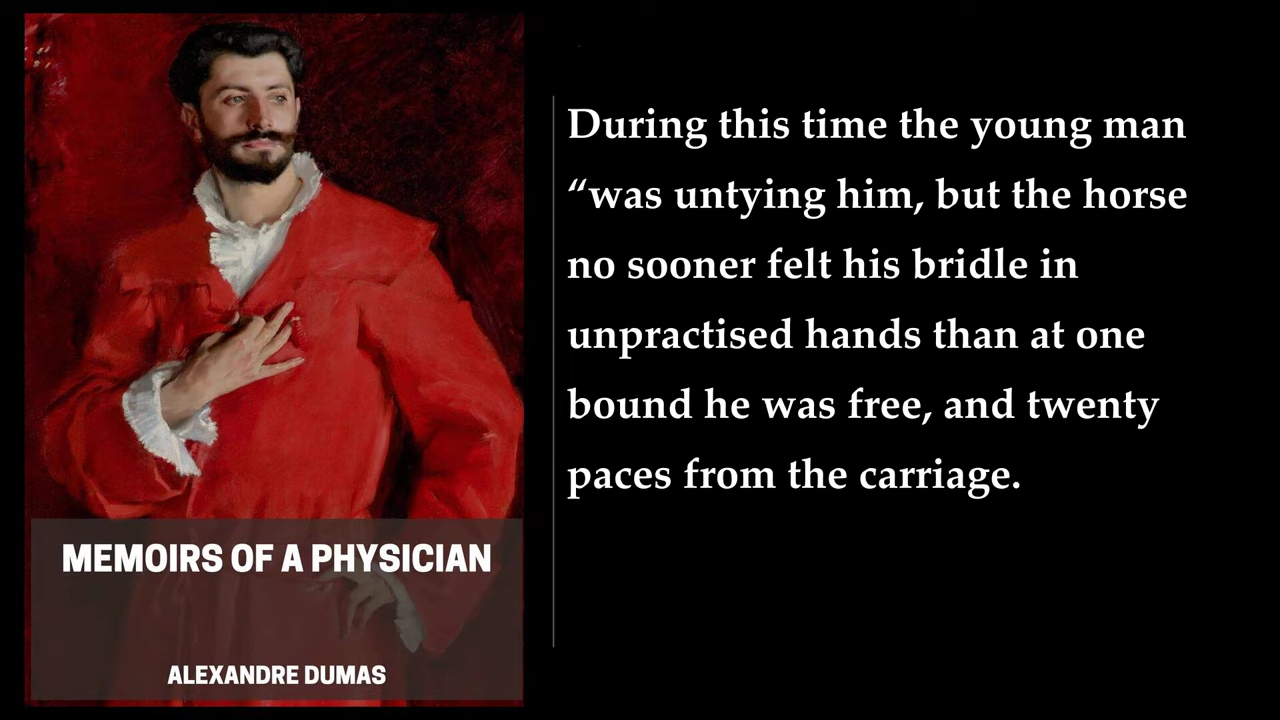 During this time the young man
“was untying him, but the horse
no sooner felt his bridle in
unpractised hands than at one
bound he was free, and twenty
paces from the carriage.
MEMOIRS OF A PHYSICIAN
ALEXANDRE DUMAS